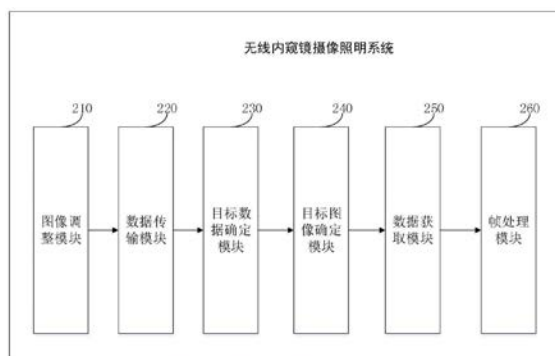 无线内窥镜摄像照明系统
210
220
230
240
250
260
图像调
整模块
数据传
输模块
目标数
据确定
模块
目标图
像确定
模块
数据获
取模块
帧处理
模块